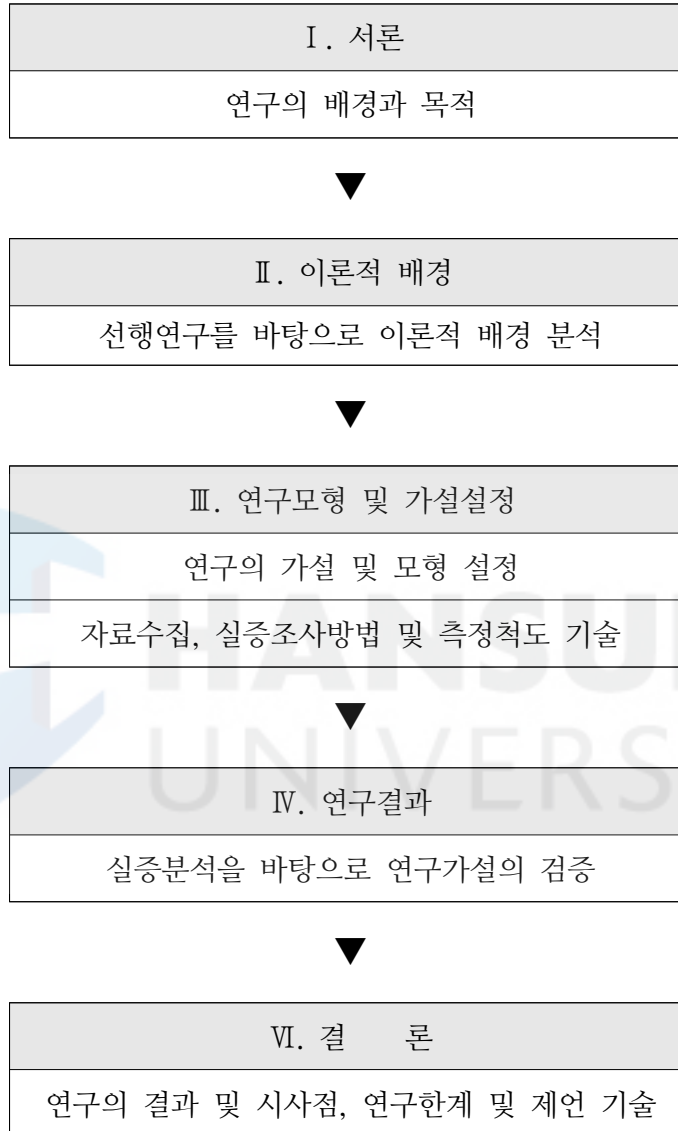 Ⅰ. 서론
연구의 배경과 목적
▼
Ⅱ. 이론적 배경
선행연구를 바탕으로 이론적 배경 분석
▼
Ⅲ. 연구모형 및 가설설정
연구의 가설 및 모형 설정
자료수집, 실증조사방법 및 측정척도 기술
HANSU
▼
UNIVERS
Ⅳ. 연구결과
실증분석을 바탕으로 연구가설의 검증
▼
Ⅵ. 결 론
연구의 결과 및 시사점, 연구한계 및 제언 기술